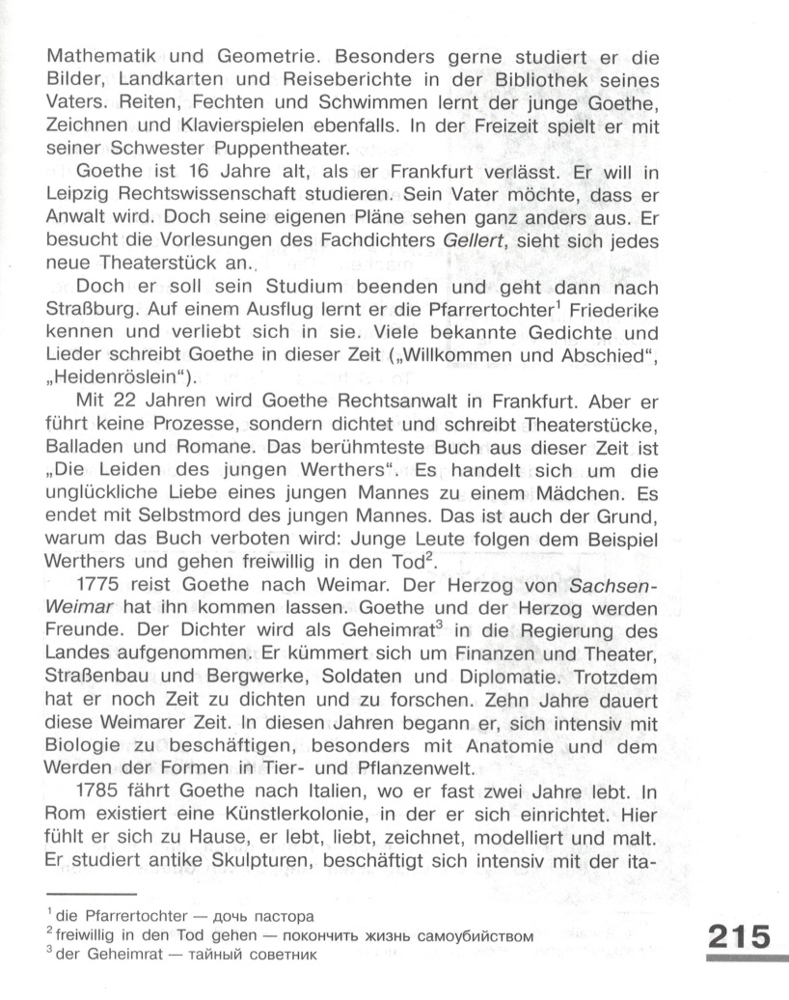 Mathematik und Geometrie. Besonders gerne studiert er die
Bilder, Landkarten und Reiseberichte in der Bibliothek seines
Vaters. Reiten, Fechten und Schwimmen lernt der junge Goethe,
Zeichnen und Klavierspielen ebenfalls. In der Freizeit spielt er mit
seiner Schwester Puppentheater.
Goethe ist 16 Jahre alt, als er Frankfurt verlässt. Er will in
Leipzig Rechtswissenschaft studieren. Sein Vater möchte, dass er
Anwalt wird. Doch seine eigenen Pläne sehen ganz anders aus. Er
besucht die Vorlesungen des Fachdichters Gellert, sieht sich jedes
neue Theaterstück an.
Doch er soll sein Studium beenden und geht dann nach
Straßburg. Auf einem Ausflug lernt er die Pfarrertochter¹ Friederike
kennen und verliebt sich in sie. Viele bekannte Gedichte und
Lieder schreibt Goethe in dieser Zeit („Willkommen und Abschied“,
„Heidenröslein“).
Mit 22 Jahren wird Goethe Rechtsanwalt in Frankfurt. Aber er
führt keine Prozesse, sondern dichtet und schreibt Theaterstücke,
Balladen und Romane. Das berühmteste Buch aus dieser Zeit ist
„Die Leiden des jungen Werthers“. Es handelt sich um die
unglückliche Liebe eines jungen Mannes zu einem Mädchen. Es
endet mit Selbstmord des jungen Mannes. Das ist auch der Grund,
warum das Buch verboten wird: Junge Leute folgen dem Beispiel
Werthers und gehen freiwillig in den Tod².
1775 reist Goethe nach Weimar. Der Herzog von Sachsen-
Weimar hat ihn kommen lassen. Goethe und der Herzog werden
Freunde. Der Dichter wird als Geheimrat³ in die Regierung des
Landes aufgenommen. Er kümmert sich um Finanzen und Theater,
Straßenbau und Bergwerke, Soldaten und Diplomatie. Trotzdem
hat er noch Zeit zu dichten und zu forschen. Zehn Jahre dauert
diese Weimarer Zeit. In diesen Jahren begann er, sich intensiv mit
Biologie zu beschäftigen, besonders mit Anatomie und dem
Werden der Formen in Tier- und Pflanzenwelt.
1785 fährt Goethe nach Italien, wo er fast zwei Jahre lebt. In
Rom existiert eine Künstlerkolonie, in der er sich einrichtet. Hier
fühlt er sich zu Hause, er lebt, liebt, zeichnet, modelliert und malt.
Er studiert antike Skulpturen, beschäftigt sich intensiv mit der ita-
¹ die Pfarrertochter — дочь пастора
² freiwillig in den Tod gehen — покончить жизнь самоубийством
³ der Geheimrat — тайный советник
215